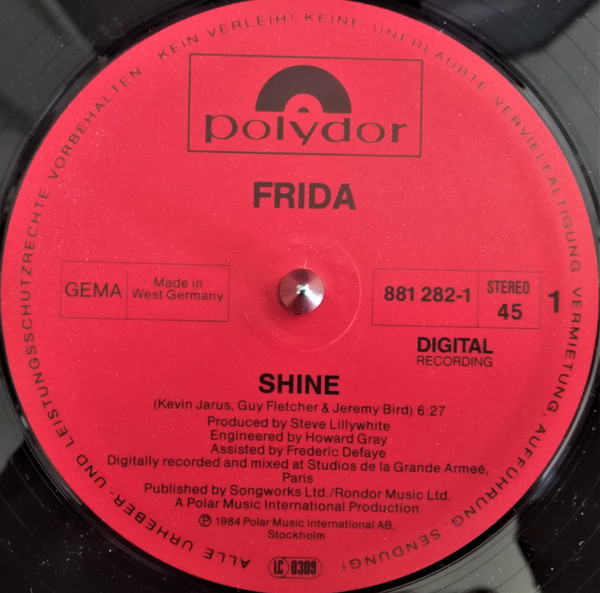 ALLE URHEBER- UND LEISTUNGSSCHUTZRECHTE VORBEHALTEN · KEIN VERLEIH! KEINE UNERLAUBTE VERVIELFÄLTIGUNG, VERMIETUNG, AUFFÜHRUNG, SENDUNG!
polydor
FRIDA
GEMA
Made in
West Germany
881 282-1
STEREO
45
1
DIGITAL
RECORDING
SHINE
(Kevin Jarus, Guy Fletcher & Jeremy Bird) 6:27
Produced by Steve Lillywhite
Engineered by Howard Gray
Assisted by Frederic Defaye
Digitally recorded and mixed at Studios de la Grande Armeé,
Paris
Published by Songworks Ltd./Rondor Music Ltd.
A Polar Music International Production
Ⓟ 1984 Polar Music International AB,
Stockholm
LC 0309